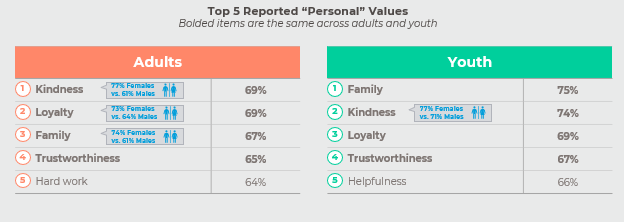 Top 5 Reported “Personal” Values
Bolded items are the same across adults and youth
Adults
1 Kindness 77% Females vs. 61% Males 69%
2 Loyalty 73% Females vs. 64% Males 69%
3 Family 74% Females vs. 61% Males 67%
4 Trustworthiness 65%
5 Hard work 64%
Youth
1 Family 75%
2 Kindness 77% Females vs. 71% Males 74%
3 Loyalty 69%
4 Trustworthiness 67%
5 Helpfulness 66%